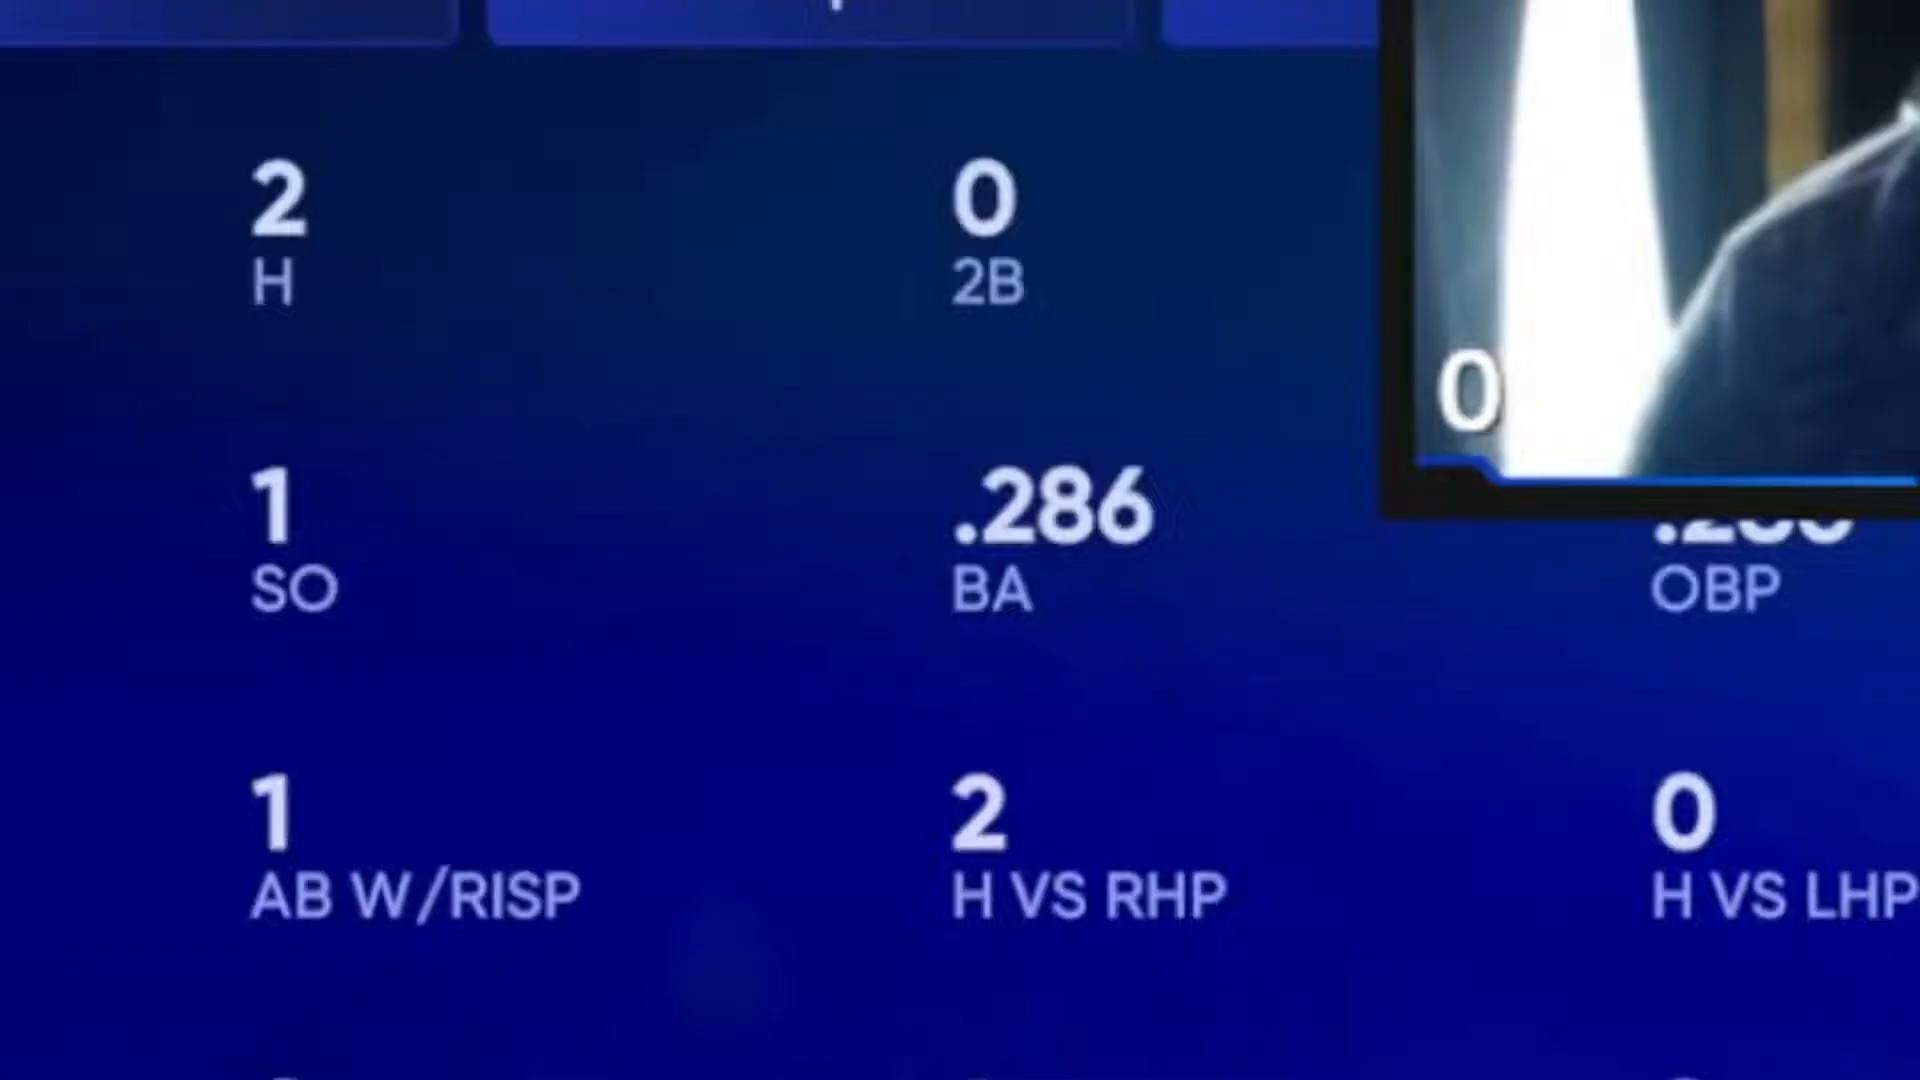 2 0
H 2B
0
1 .286
SO BA OBP
1 2 0
AB W/RISP H VS RHP H VS LHP